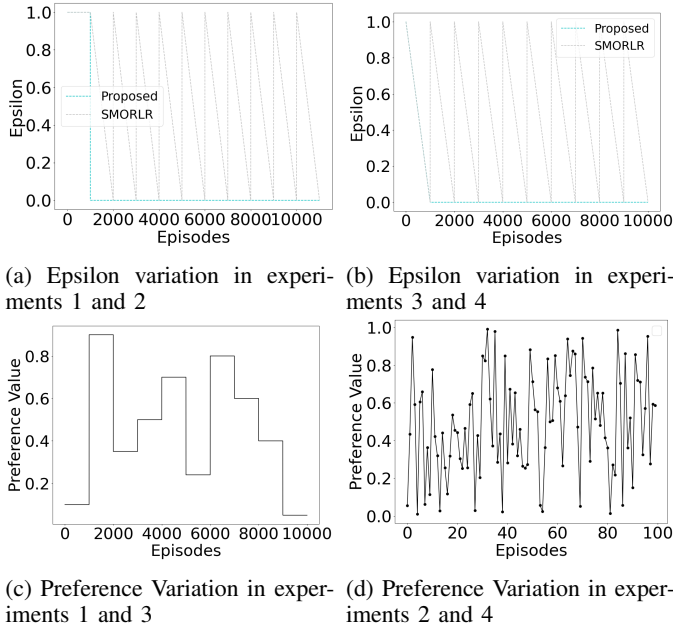 1.0
0.8
0.6
0.4
0.2
0.0
Epsilon
Proposed
SMORLR
0 2000 4000 6000 8000 10000
Episodes
(a) Epsilon variation in experi-
ments 1 and 2
1.0
0.8
0.6
0.4
0.2
0.0
Epsilon
Proposed
SMORLR
0 2000 4000 6000 8000 10000
Episodes
(b) Epsilon variation in experi-
ments 3 and 4
0.8
0.6
0.4
0.2
Preference Value
0 2000 4000 6000 8000 10000
Episodes
(c) Preference Variation in exper-
iments 1 and 3
1.0
0.8
0.6
0.4
0.2
0.0
Preference Value
0 20 40 60 80 100
Episodes
(d) Preference Variation in exper-
iments 2 and 4